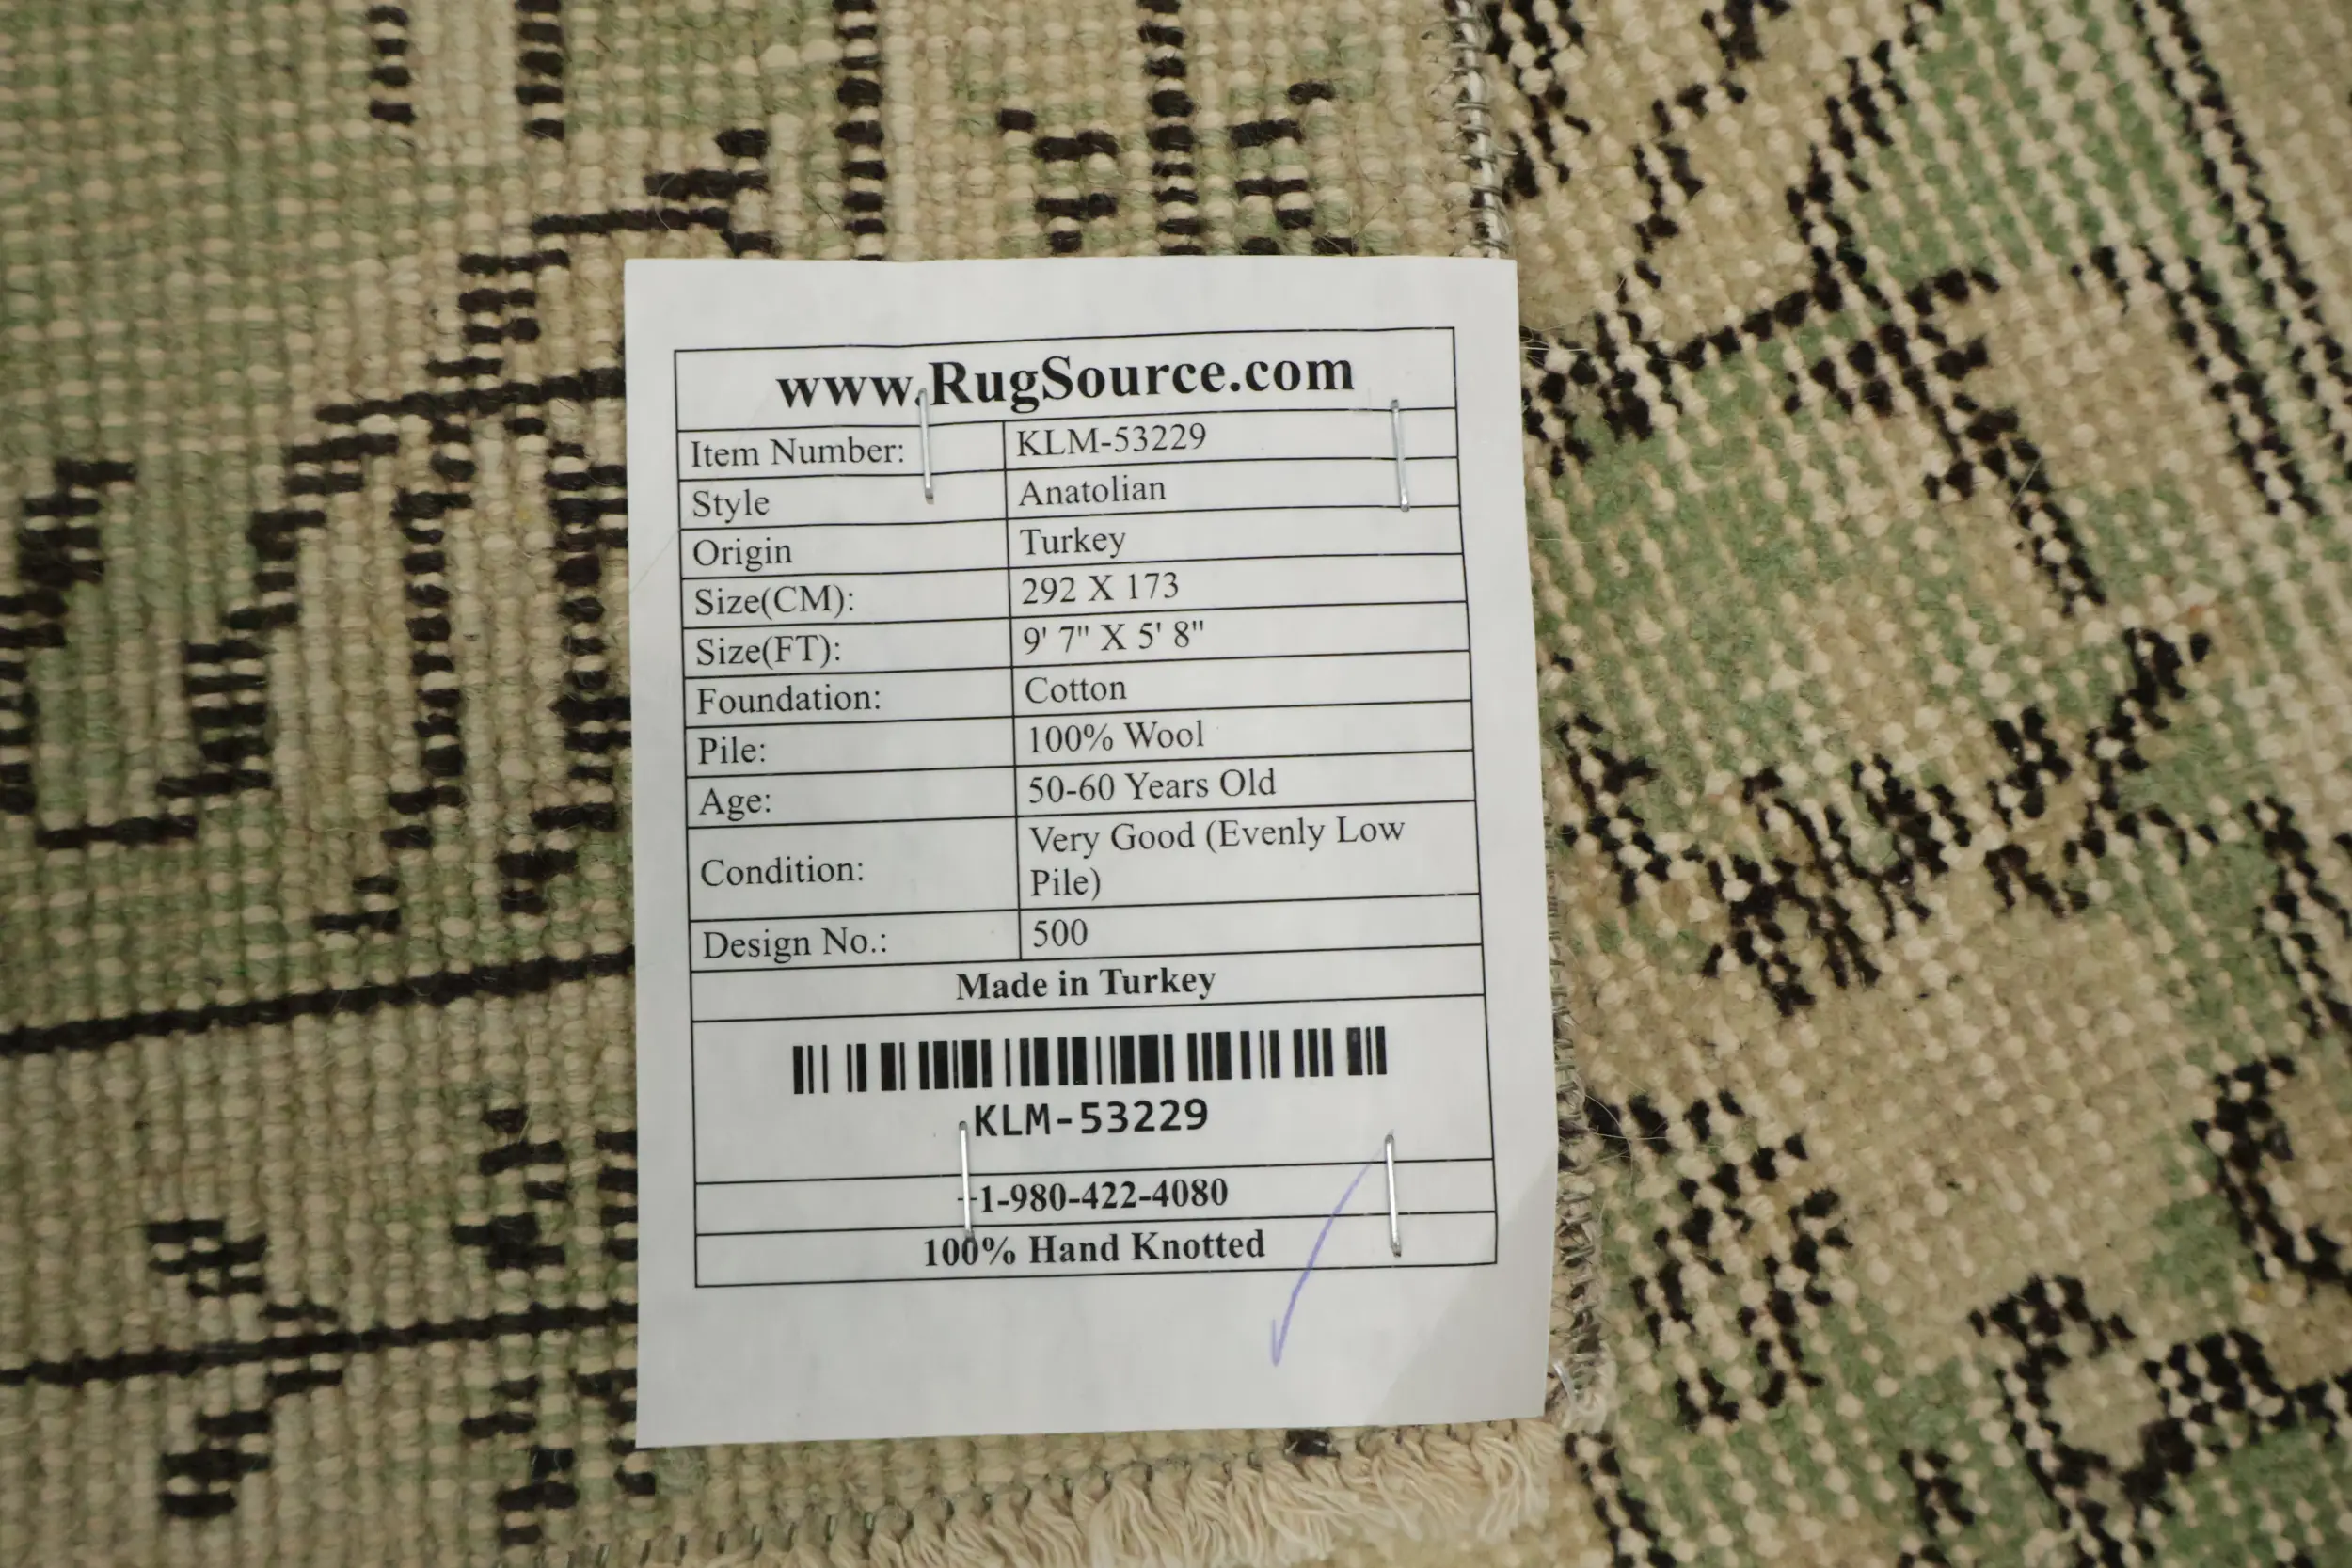 www.RugSource.com
Item Number: KLM-53229
Style Anatolian
Origin Turkey
Size(CM): 292 X 173
Size(FT): 9' 7" X 5' 8"
Foundation: Cotton
Pile: 100% Wool
Age: 50-60 Years Old
Condition: Very Good (Evenly Low
Pile)
Design No.: 500
Made in Turkey
KLM-53229
+1-980-422-4080
100% Hand Knotted